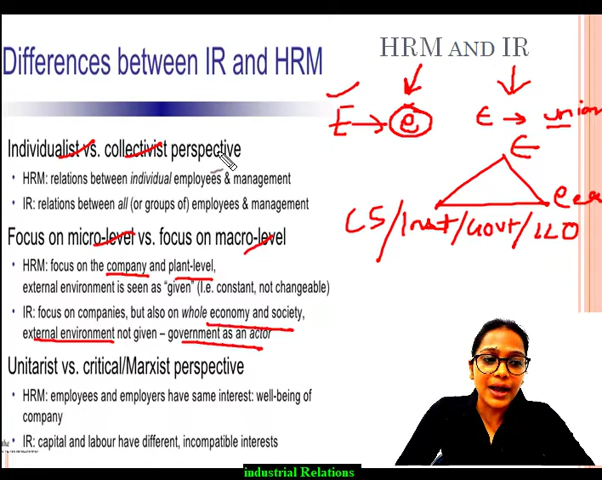 Differences between IR and HRM
HRM AND IR
E → e
E → union
E
CS/Inst/Govt/ILO
Individualist vs. collectivist perspective
HRM: relations between individual employees & management
IR: relations between all (or groups of) employees & management
Focus on micro-level vs. focus on macro-level
HRM: focus on the company and plant-level,
external environment is seen as “given” (I.e. constant, not changeable)
IR: focus on companies, but also on whole economy and society,
external environment not given – government as an actor
Unitarist vs. critical/Marxist perspective
HRM: employees and employers have same interest: well-being of
company
IR: capital and labour have different, incompatible interests
industrial Relations